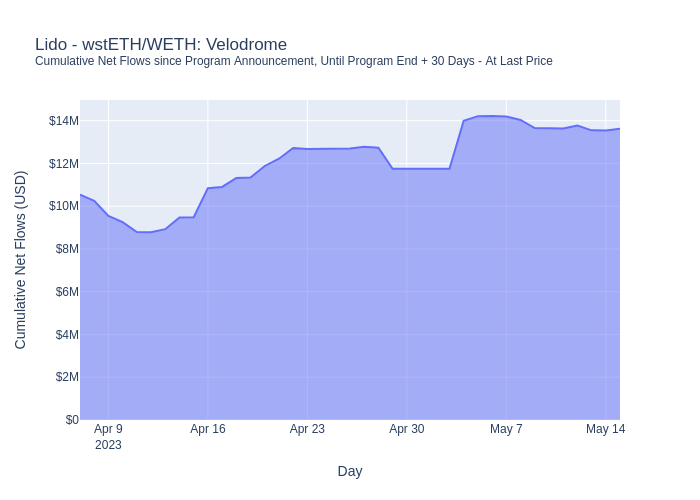 Lido - wstETH/WETH: Velodrome
Cumulative Net Flows since Program Announcement, Until Program End + 30 Days - At Last Price
Cumulative Net Flows (USD)
$14M
$12M
$10M
$8M
$6M
$4M
$2M
$0
Apr 9
2023
Apr 16
Apr 23
Apr 30
May 7
May 14
Day